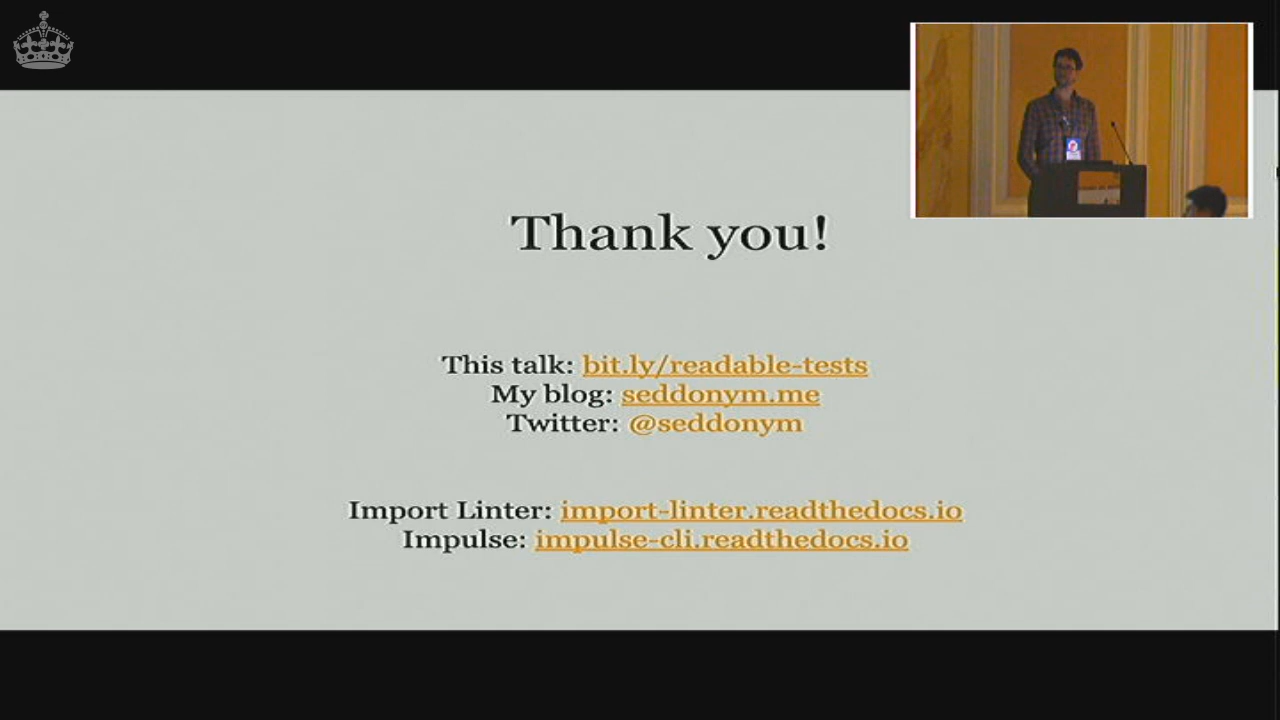 Thank you!
This talk: bit.ly/readable-tests
My blog: seddonym.me
Twitter: @seddonym
Import Linter: import-linter.readthedocs.io
Impulse: impulse-cli.readthedocs.io